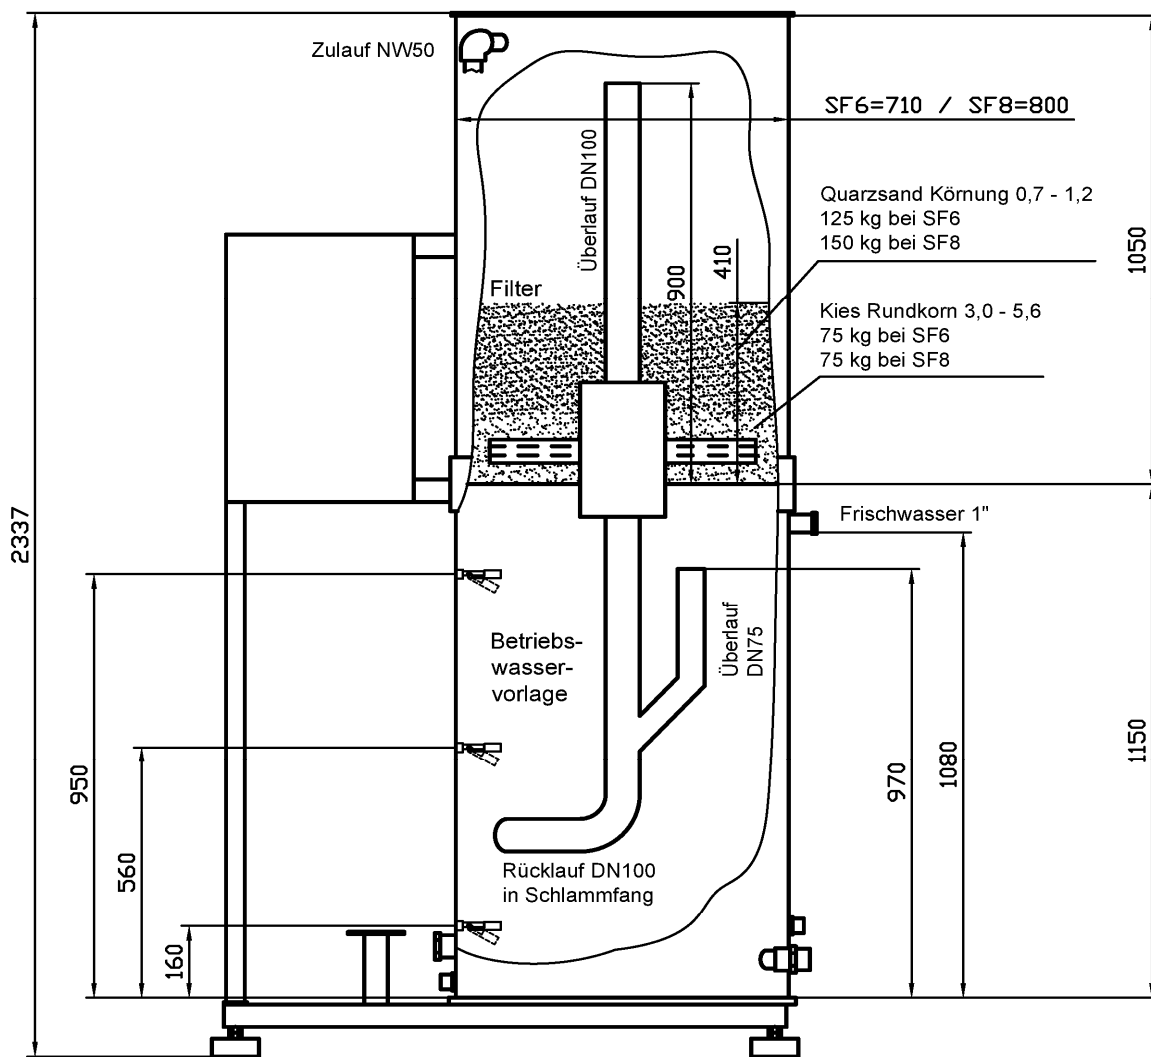 Zulauf NW50
SF6=710 / SF8=800
Überlauf DN100
Quarzsand Körnung 0,7 - 1,2
125 kg bei SF6
150 kg bei SF8
410
900
1050
Filter
Kies Rundkorn 3,0 - 5,6
75 kg bei SF6
75 kg bei SF8
2337
Frischwasser 1"
Betriebs-
wasser-
vorlage
Überlauf
DN75
950
560
160
970
1080
1150
Rücklauf DN100
in Schlammfang